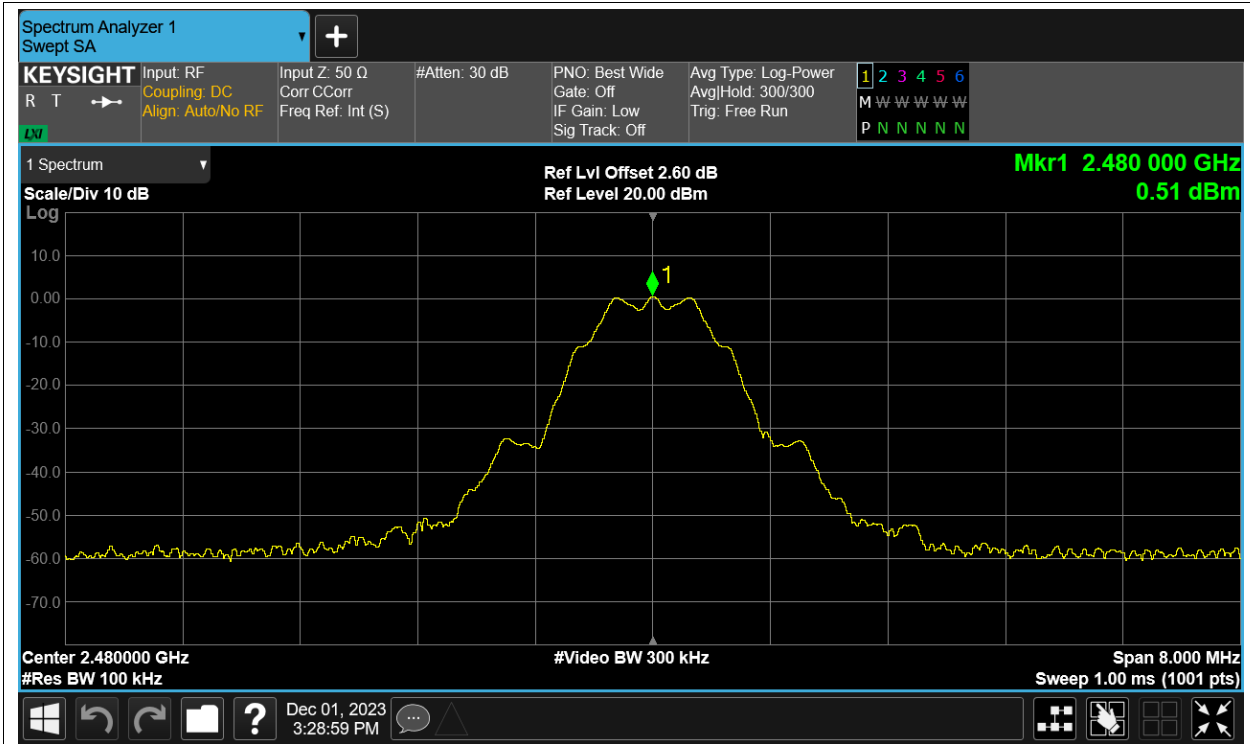 Spectrum Analyzer 1
Swept SA
KEYSIGHT
R T
LXI
Input: RF
Coupling: DC
Align: Auto/No RF
Input Z: 50 Ω
Corr CCorr
Freq Ref: Int (S)
#Atten: 30 dB
PNO: Best Wide
Gate: Off
IF Gain: Low
Sig Track: Off
Avg Type: Log-Power
Avg|Hold: 300/300
Trig: Free Run
1 2 3 4 5 6
M W W W W W
P N N N N N
1 Spectrum
Scale/Div 10 dB
Log
Ref Lvl Offset 2.60 dB
Ref Level 20.00 dBm
Mkr1 2.480 000 GHz
0.51 dBm
1
10.0
0.00
-10.0
-20.0
-30.0
-40.0
-50.0
-60.0
-70.0
Center 2.480000 GHz
#Res BW 100 kHz
#Video BW 300 kHz
Span 8.000 MHz
Sweep 1.00 ms (1001 pts)
?
Dec 01, 2023
3:28:59 PM